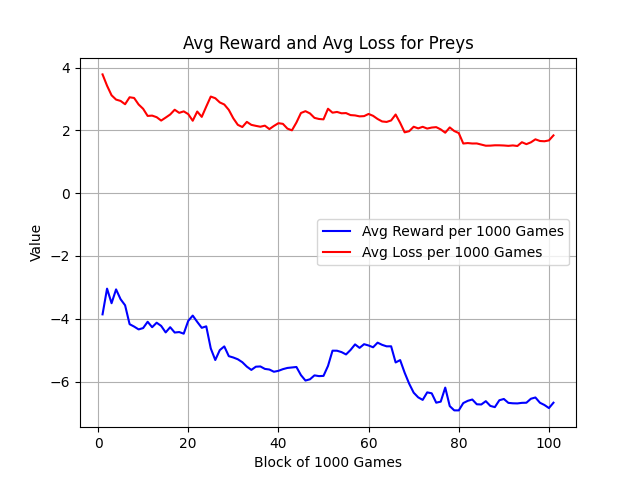 Avg Reward and Avg Loss for Preys
4
2
0
−2
−4
−6
Value
Avg Reward per 1000 Games
Avg Loss per 1000 Games
0 20 40 60 80 100
Block of 1000 Games